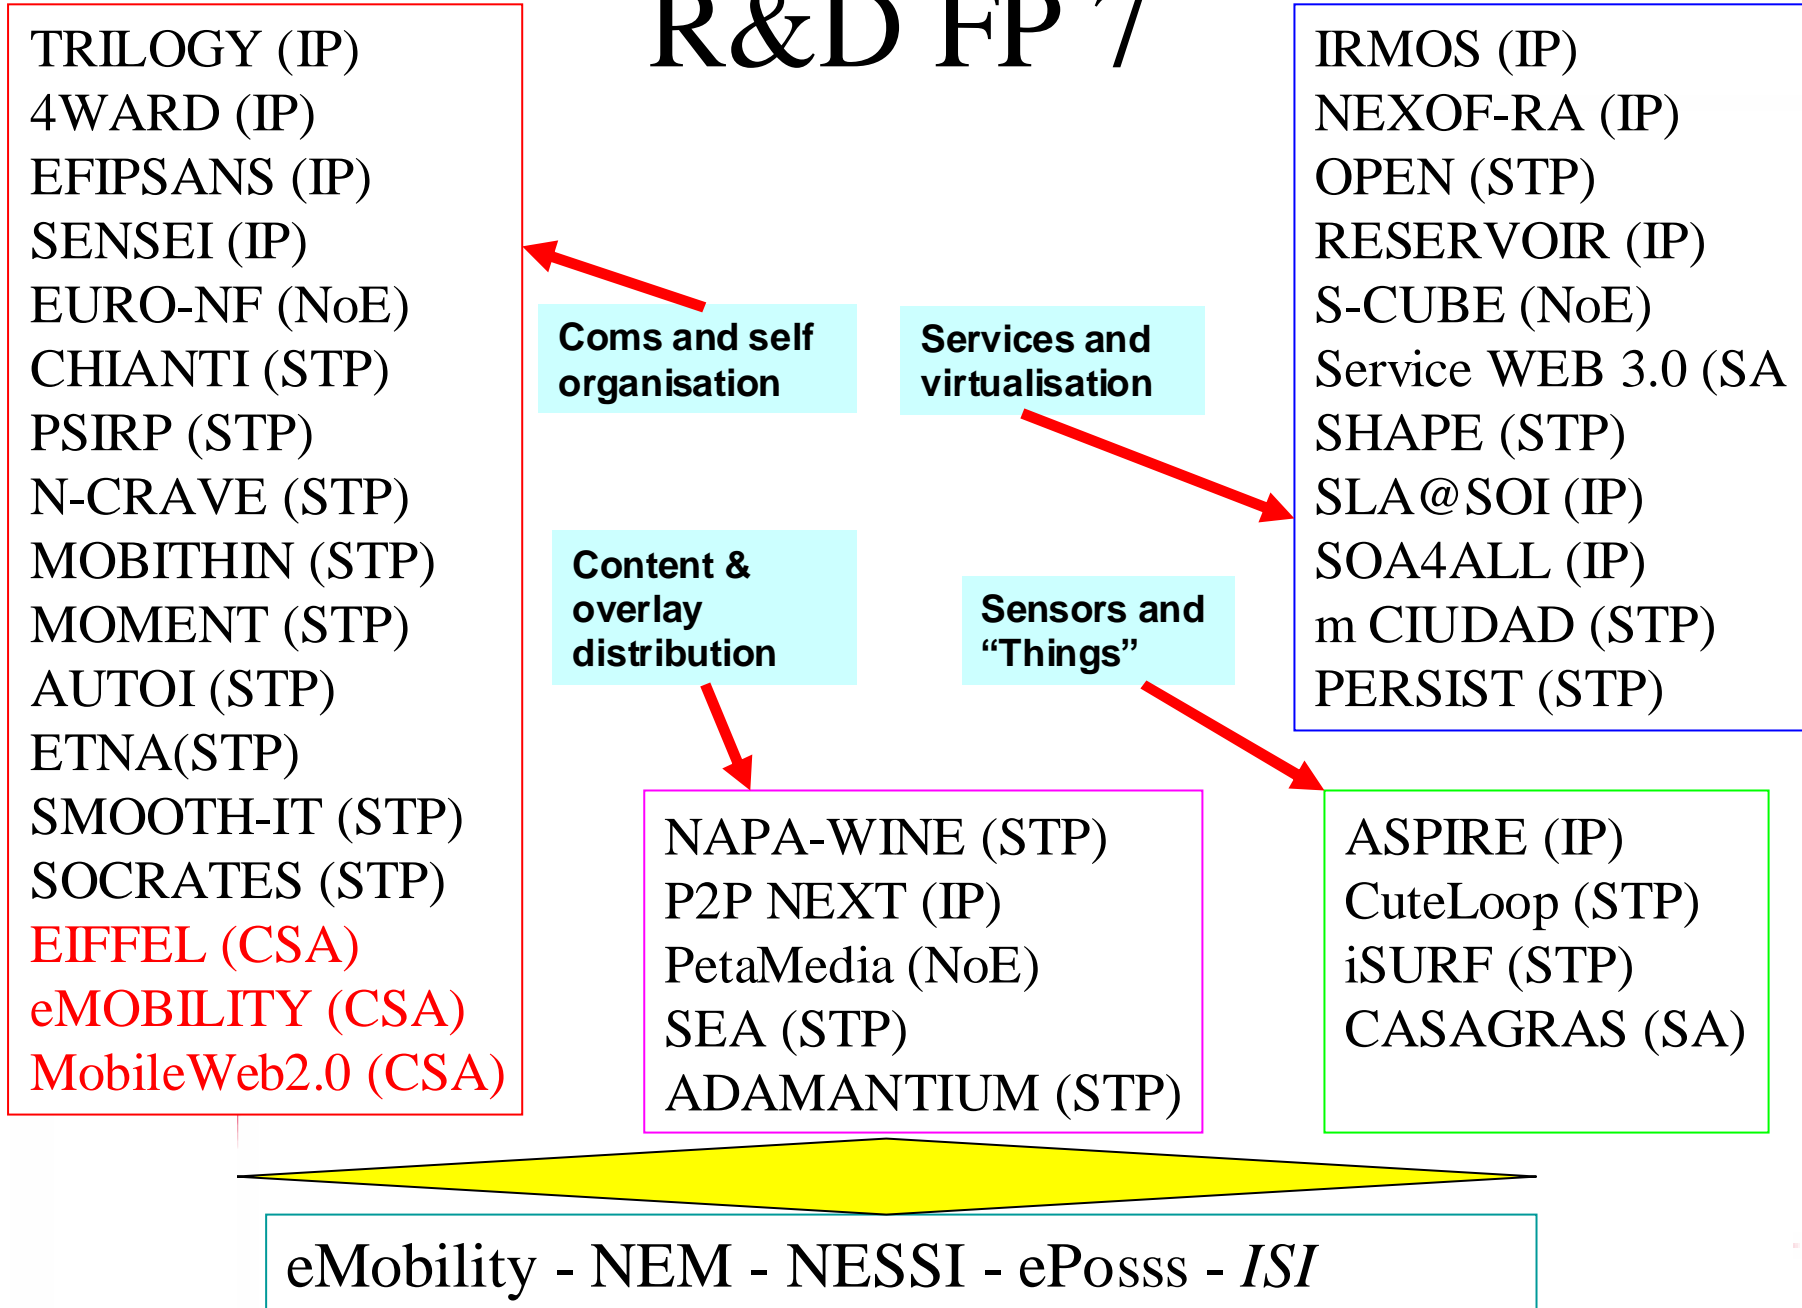 R&D FP 7
TRILOGY (IP)
4WARD (IP)
EFIPSANS (IP)
SENSEI (IP)
EURO-NF (NoE)
CHIANTI (STP)
PSIRP (STP)
N-CRAVE (STP)
MOBITHIN (STP)
MOMENT (STP)
AUTOI (STP)
ETNA(STP)
SMOOTH-IT (STP)
SOCRATES (STP)
EIFFEL (CSA)
eMOBILITY (CSA)
MobileWeb2.0 (CSA)
Coms and self
organisation
Services and
virtualisation
Content &
overlay
distribution
Sensors and
“Things”
IRMOS (IP)
NEXOF-RA (IP)
OPEN (STP)
RESERVOIR (IP)
S-CUBE (NoE)
Service WEB 3.0 (SA
SHAPE (STP)
SLA@SOI (IP)
SOA4ALL (IP)
m CIUDAD (STP)
PERSIST (STP)
NAPA-WINE (STP)
P2P NEXT (IP)
PetaMedia (NoE)
SEA (STP)
ADAMANTIUM (STP)
ASPIRE (IP)
CuteLoop (STP)
iSURF (STP)
CASAGRAS (SA)
eMobility - NEM - NESSI - ePosss - ISI